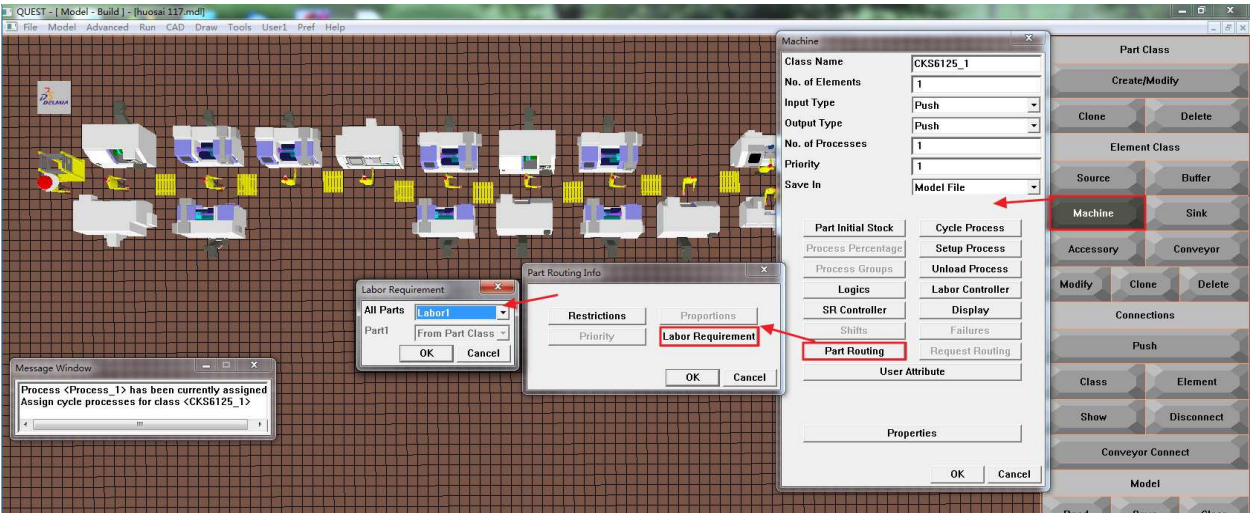 QUEST - [ Model - Build ] - [huosai 117.mdl]
File Model Advanced Run CAD Draw Tools User1 Pref Help
DELMIA
Machine
Class Name CKS6125_1
No. of Elements 1
Input Type Push
Output Type Push
No. of Processes 1
Priority 1
Save In Model File
Part Initial Stock Cycle Process
Process Percentage Setup Process
Process Groups Unload Process
Logics Labor Controller
SR Controller Display
Shifts Failures
Part Routing Request Routing
User Attribute
Properties
OK Cancel
Part Routing Info
Restrictions Proportions
Priority Labor Requirement
OK Cancel
Labor Requirement
All Parts Labor1
Part1 From Part Class
OK Cancel
Message Window
Process <Process_1> has been currently assigned
Assign cycle processes for class <CKS6125_1>
Part Class
Create/Modify
Clone Delete
Element Class
Source Buffer
Machine Sink
Accessory Conveyor
Modify Clone Delete
Connections
Push
Class Element
Show Disconnect
Conveyor Connect
Model